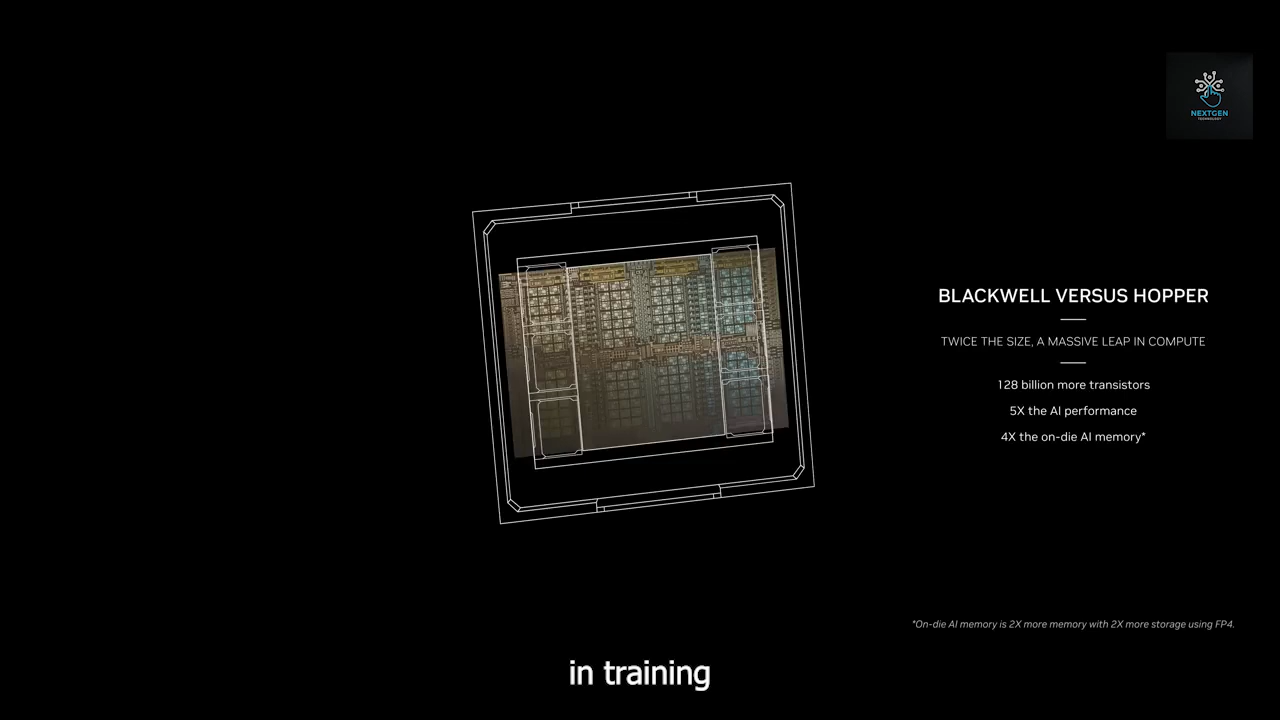 NEXTGEN
TECHNOLOGY
BLACKWELL VERSUS HOPPER
TWICE THE SIZE, A MASSIVE LEAP IN COMPUTE
128 billion more transistors
5X the AI performance
4X the on-die AI memory*
*On-die AI memory is 2X more memory with 2X more storage using FP4.
in training